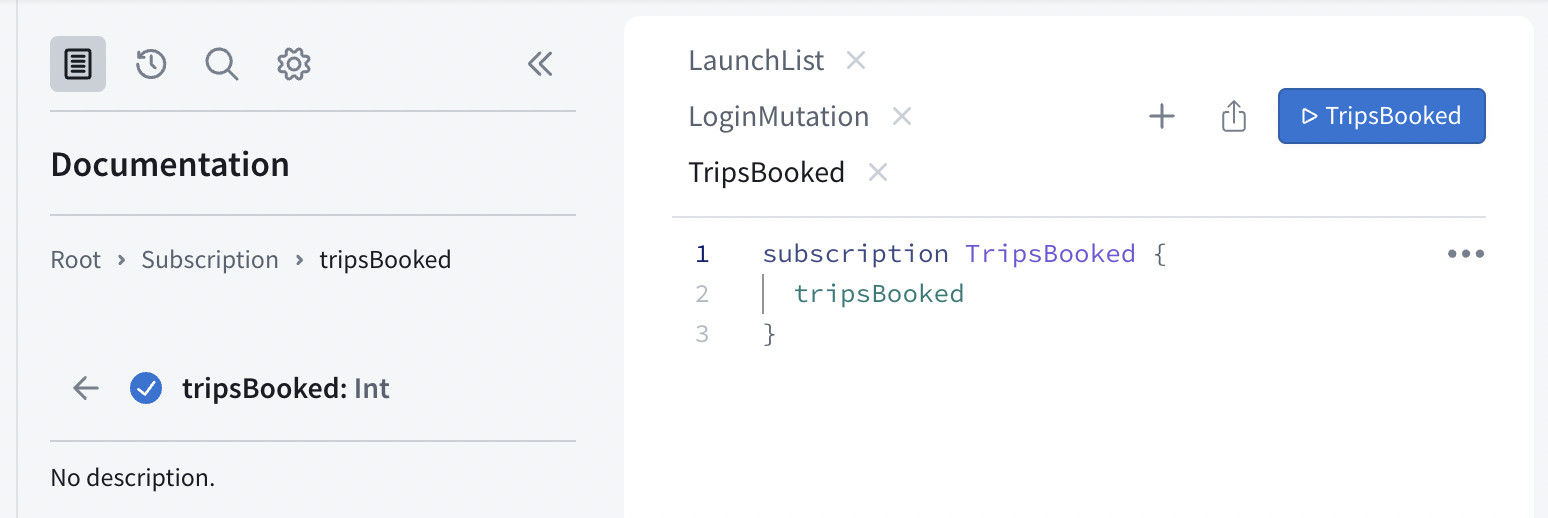 Documentation
Root › Subscription › tripsBooked
tripsBooked: Int
No description.
LaunchList
LoginMutation
TripsBooked
TripsBooked
1 subscription TripsBooked {
2 tripsBooked
3 }